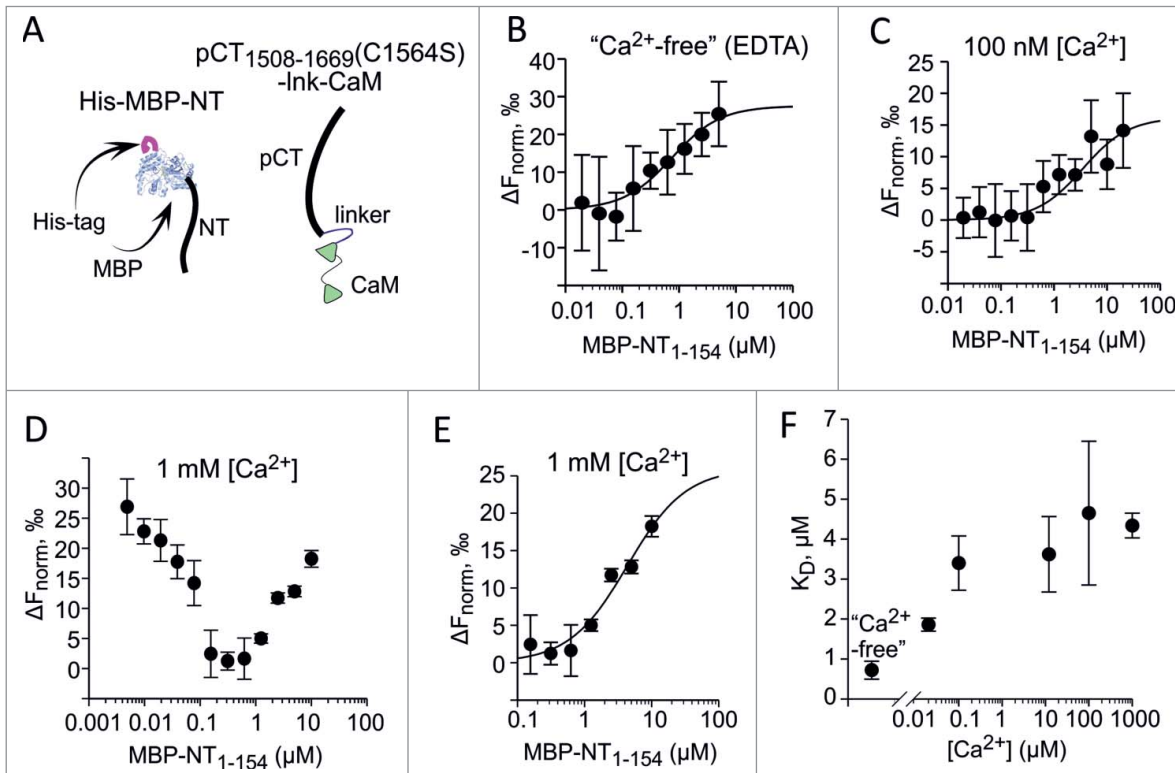 A
His-MBP-NT
His-tag
MBP
NT
pCT1508-1669(C1564S)
-lnk-CaM
pCT
linker
CaM
B
“Ca2+-free” (EDTA)
ΔFnorm, ‰
40
30
20
10
0
-10
0.01
0.1
1
10
100
MBP-NT1-154 (µM)
C
100 nM [Ca2+]
ΔFnorm, ‰
25
20
15
10
5
0
-5
0.01
0.1
1
10
100
MBP-NT1-154 (µM)
D
1 mM [Ca2+]
ΔFnorm, ‰
30
25
20
15
10
5
0
0.001
0.01
0.1
1
10
100
MBP-NT1-154 (µM)
E
1 mM [Ca2+]
ΔFnorm, ‰
25
20
15
10
5
0
0.1
1
10
100
MBP-NT1-154 (µM)
F
KD, µM
7
6
5
4
3
2
1
0
“Ca2+
-free”
0.01
0.1
1
10
100
1000
[Ca2+] (µM)